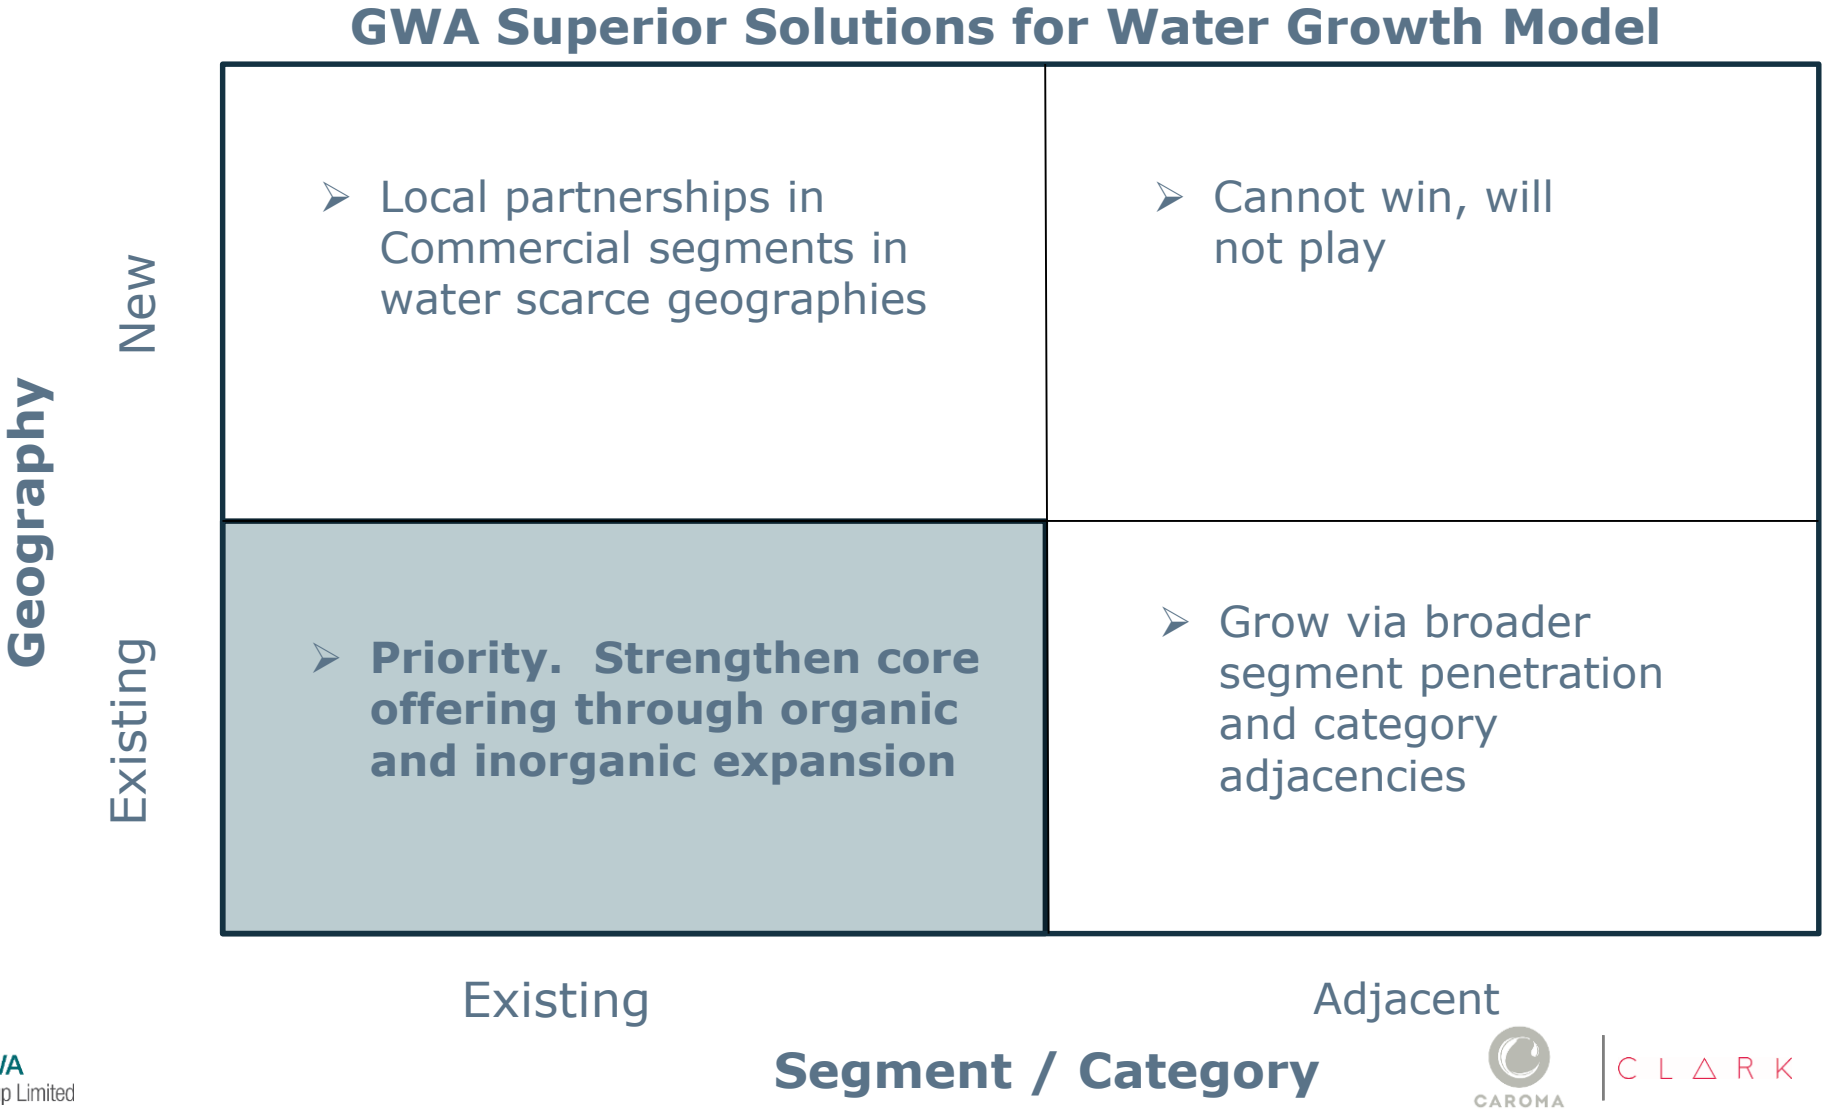 GWA Superior Solutions for Water Growth Model
New
Geography
Existing
➢ Local partnerships in
Commercial segments in
water scarce geographies
➢ Cannot win, will
not play
➢ Priority. Strengthen core
offering through organic
and inorganic expansion
➢ Grow via broader
segment penetration
and category
adjacencies
Existing
Adjacent
Segment / Category
Limited
CAROMA
CLARK